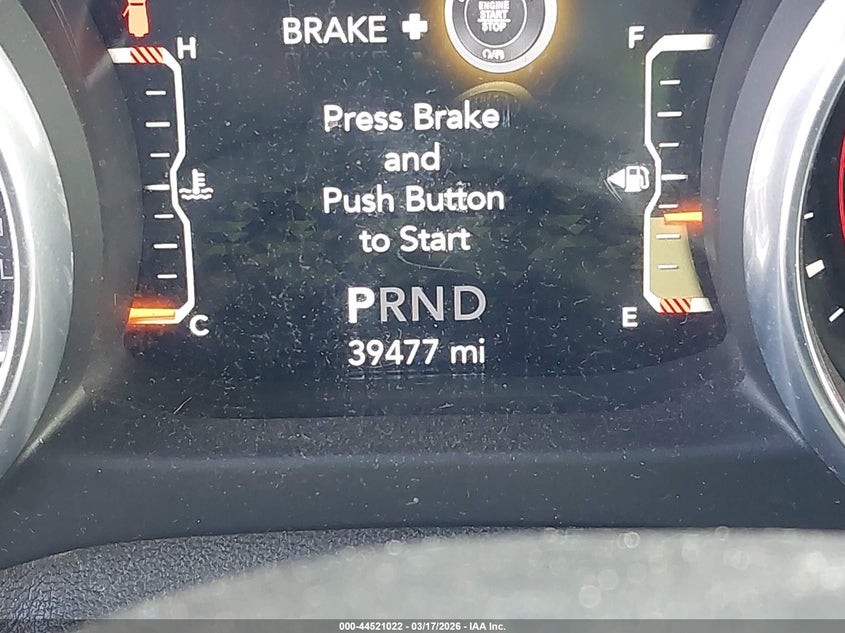 H
BRAKE +
ENGINE
START
STOP
F
Press Brake
and
Push Button
to Start
PRND
C
E
39477 mi
000-44521022 - 03/17/2026 - IAA Inc.